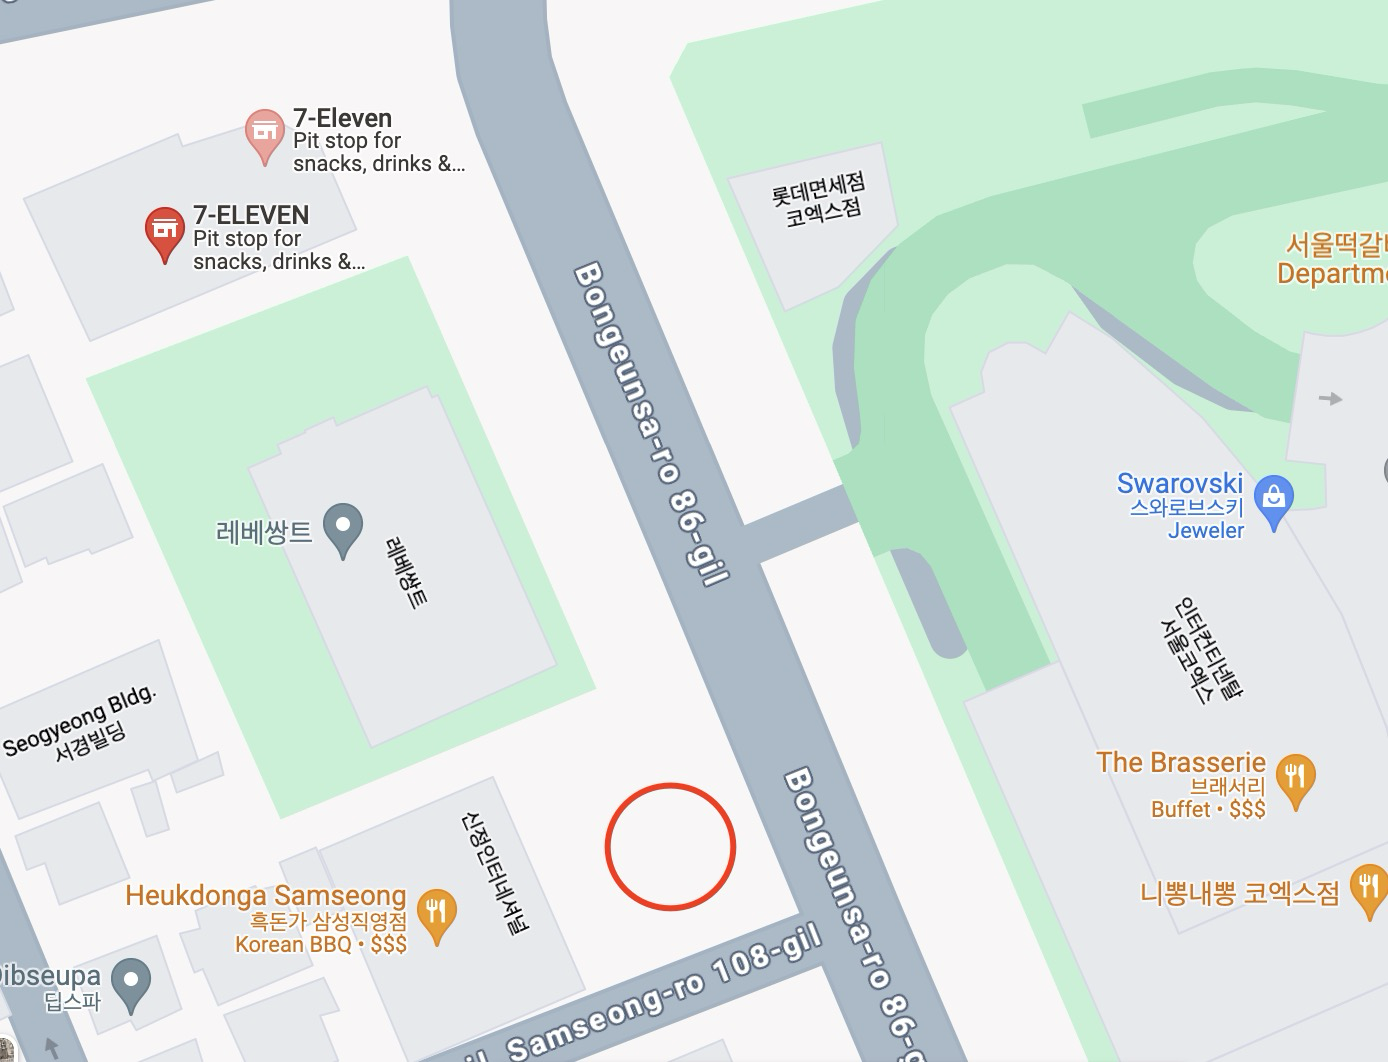 7-Eleven
Pit stop for
snacks, drinks &...
7-ELEVEN
Pit stop for
snacks, drinks &...
롯데면세점
코엑스점
서울떡갈
Departm
Bongeunsa-ro 86-gil
Swarovski
스와로브스키
Jeweler
레베쌍트
레베쌍트
인터컨티넨탈
서울코엑스
Seogyeong Bldg.
서경빌딩
The Brasserie
브래서리
Buffet • $$$
Bongeunsa-ro 86-g
신정인터네셔널
Heukdonga Samseong
흑돈가 삼성직영점
Korean BBQ • $$$
니뽕내뽕 코엑스점
Samseong-ro 108-gil
ibseupa
딥스파